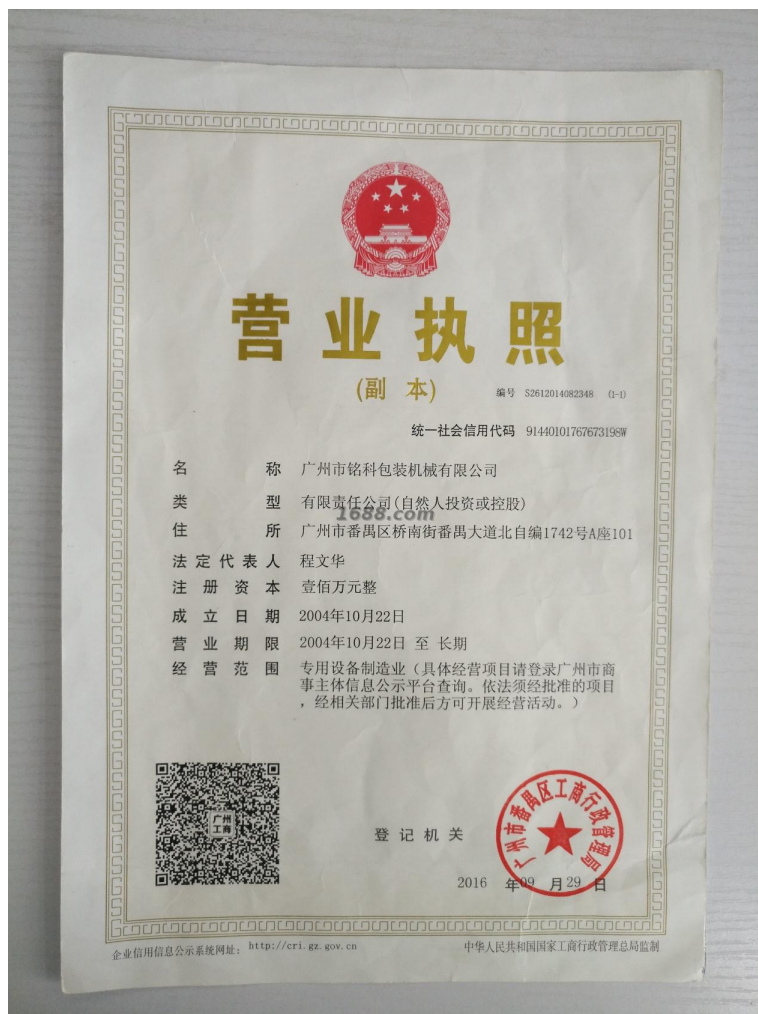 营业执照
(副 本)
编号 S2612014082348 (1-1)
统一社会信用代码 91440101767673198W
名 称 广州市铭科包装机械有限公司
类 型 有限责任公司(自然人投资或控股)
1688.com
住 所 广州市番禺区桥南街番禺大道北自编1742号A座101
法定代表人 程文华
注 册 资 本 壹佰万元整
成 立 日 期 2004年10月22日
营 业 期 限 2004年10月22日 至 长期
经 营 范 围 专用设备制造业(具体经营项目请登录广州市商
事主体信息公示平台查询。依法须经批准的项目
,经相关部门批准后方可开展经营活动。)
广州
工商
登记机关
广州市番禺区工商行政管理局
2016 年09 月29 日
企业信用信息公示系统网址: http://cri.gz.gov.cn
中华人民共和国国家工商行政管理总局监制